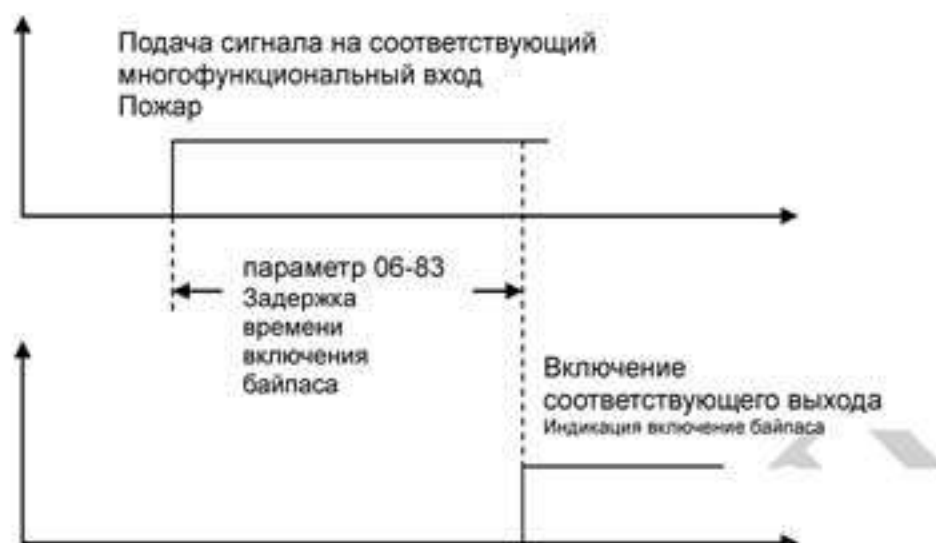 Подача сигнала на соответствующий
многофункциональный вход
Пожар
параметр 06-83
Задержка
времени
включения
байпаса
Включение
соответствующего выхода
Индикация включение байпаса